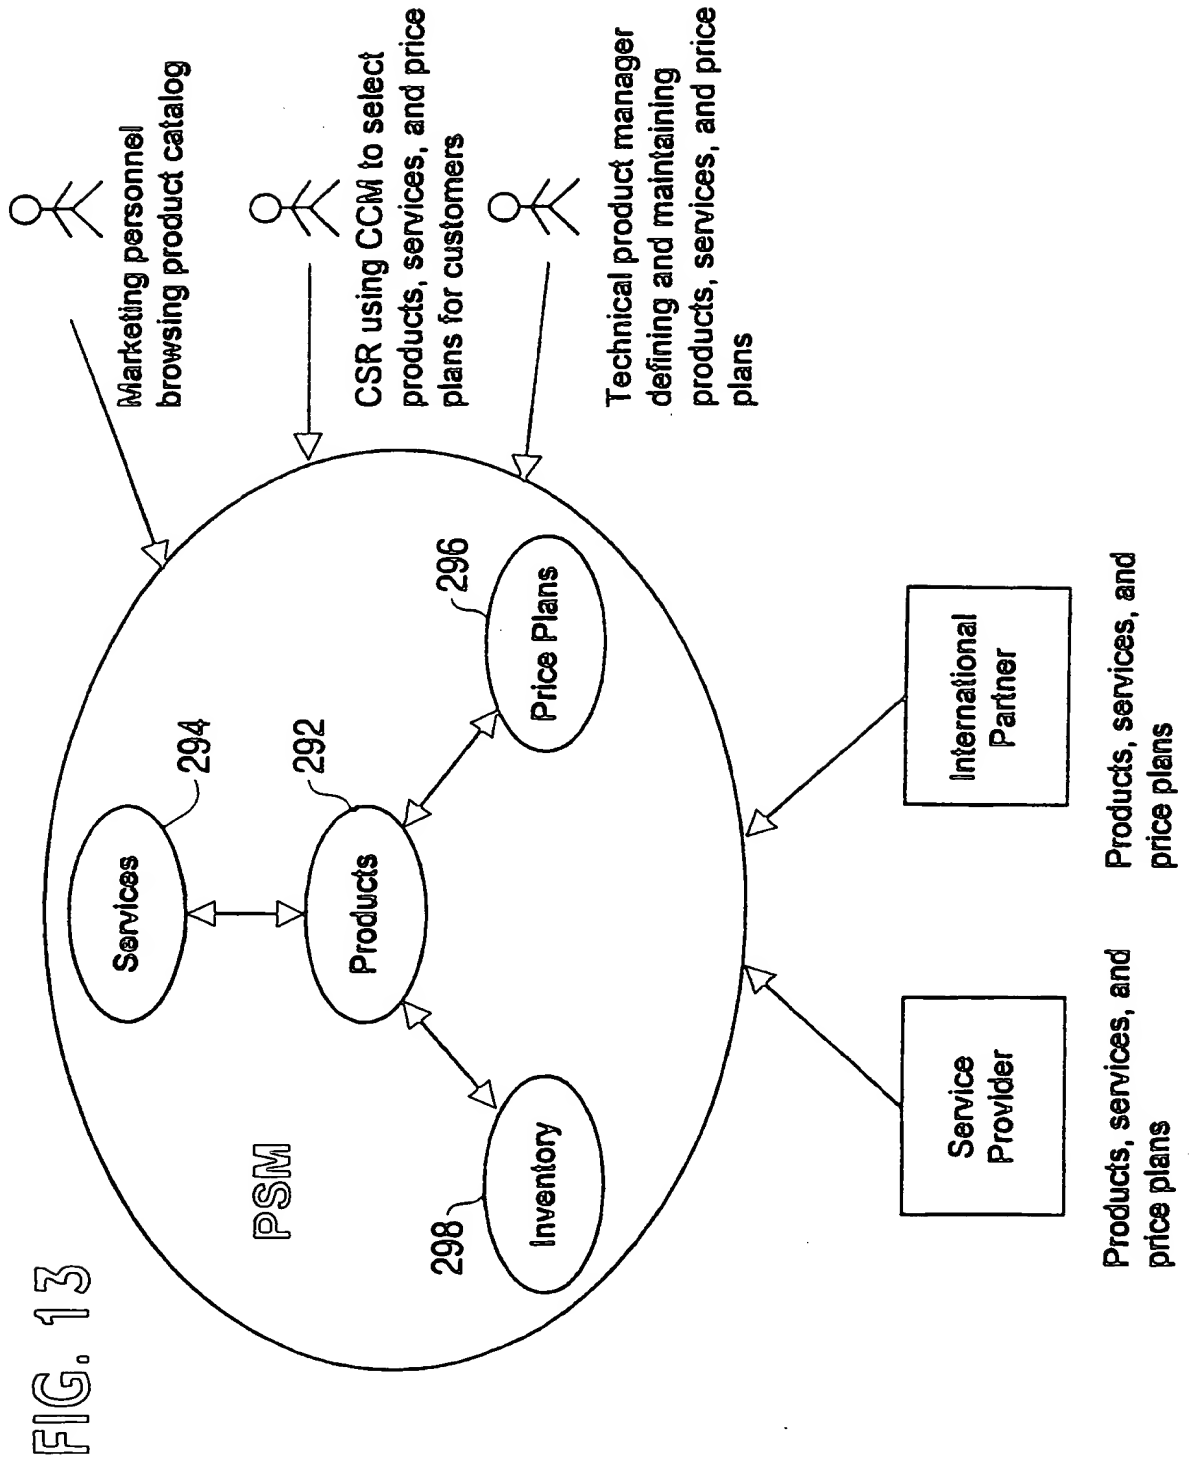 FIG. 13
PSM
Services
294
Products
292
Price Plans
296
298
Inventory
Marketing personnel
browsing product catalog
CSR using CCM to select
products, services, and price
plans for customers
Technical product manager
defining and maintaining
products, services, and price
plans
Service
Provider
Products, services, and
price plans
International
Partner
Products, services, and
price plans